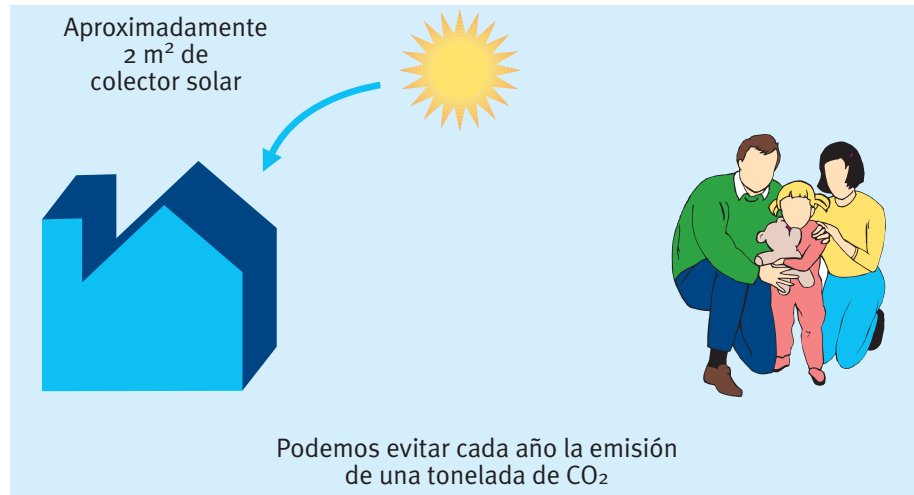 Aproximadamente
2 m² de
colector solar
Podemos evitar cada año la emisión
de una tonelada de CO₂